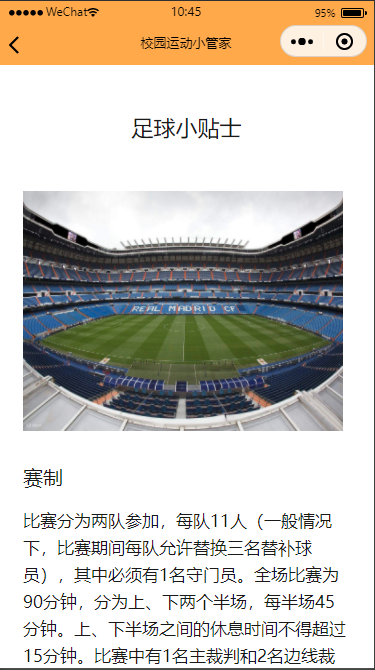 WeChat 10:45 95%
校园运动小管家
足球小贴士
REAL MADRID CF
赛制
比赛分为两队参加，每队11人（一般情况
下，比赛期间每队允许替换三名替补球
员），其中必须有1名守门员。全场比赛为
90分钟，分为上、下两个半场，每半场45
分钟。上、下半场之间的休息时间不得超过
15分钟。比赛中有1名主裁判和2名边线裁